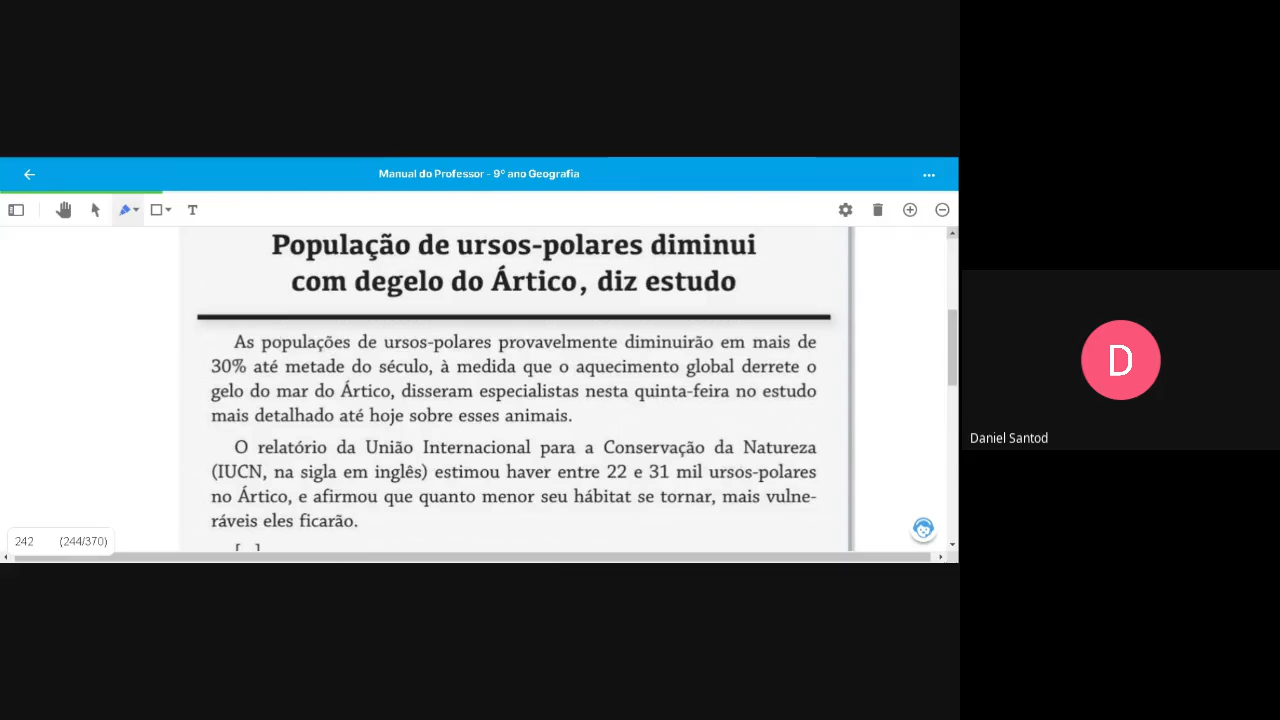 Manual do Professor - 9º ano Geografia
T
População de ursos-polares diminui
com degelo do Ártico, diz estudo
As populações de ursos-polares provavelmente diminuirão em mais de
30% até metade do século, à medida que o aquecimento global derrete o
gelo do mar do Ártico, disseram especialistas nesta quinta-feira no estudo
mais detalhado até hoje sobre esses animais.
O relatório da União Internacional para a Conservação da Natureza
(IUCN, na sigla em inglês) estimou haver entre 22 e 31 mil ursos-polares
no Ártico, e afirmou que quanto menor seu hábitat se tornar, mais vulne-
ráveis eles ficarão.
[...]
242 (244/370)
D
Daniel Santod